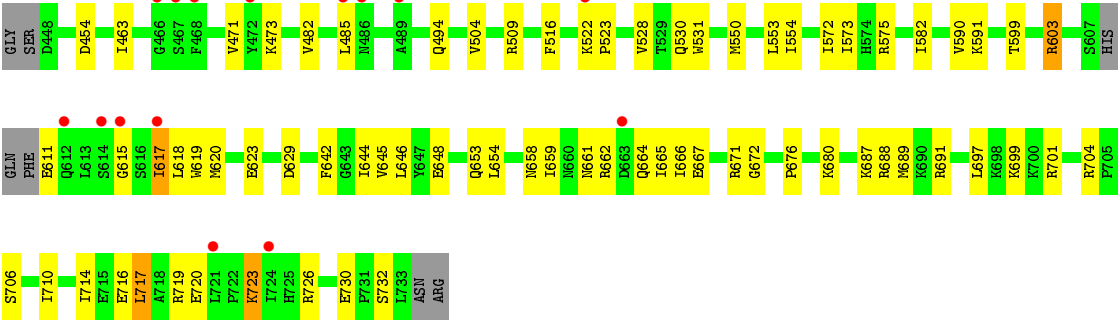 GLY SER D448 D454 I463 G466 S467 F468 V471 Y472 K473 V482 L485 N486 A489 Q494 V504 R509 F516 K522 P523 V528 T529 Q530 W531 M550 L553 I554 I572 I573 H574 R575 I582 V590 K591 T599 R603 S607 HIS
GLN PHE E611 Q612 L613 S614 G615 S616 I617 L618 W619 M620 E623 D629 F642 G643 I644 V645 L646 Y647 E648 Q653 L654 N658 I659 N660 N661 R662 D663 Q664 I665 I666 E667 R671 G672 P676 K680 K687 R688 M689 K690 R691 L697 K698 K699 K700 R701 R704 P705
S706 I710 I714 E715 E716 L717 A718 R719 E720 L721 P722 K723 I724 H725 R726 E730 P731 S732 L733 ASN ARG